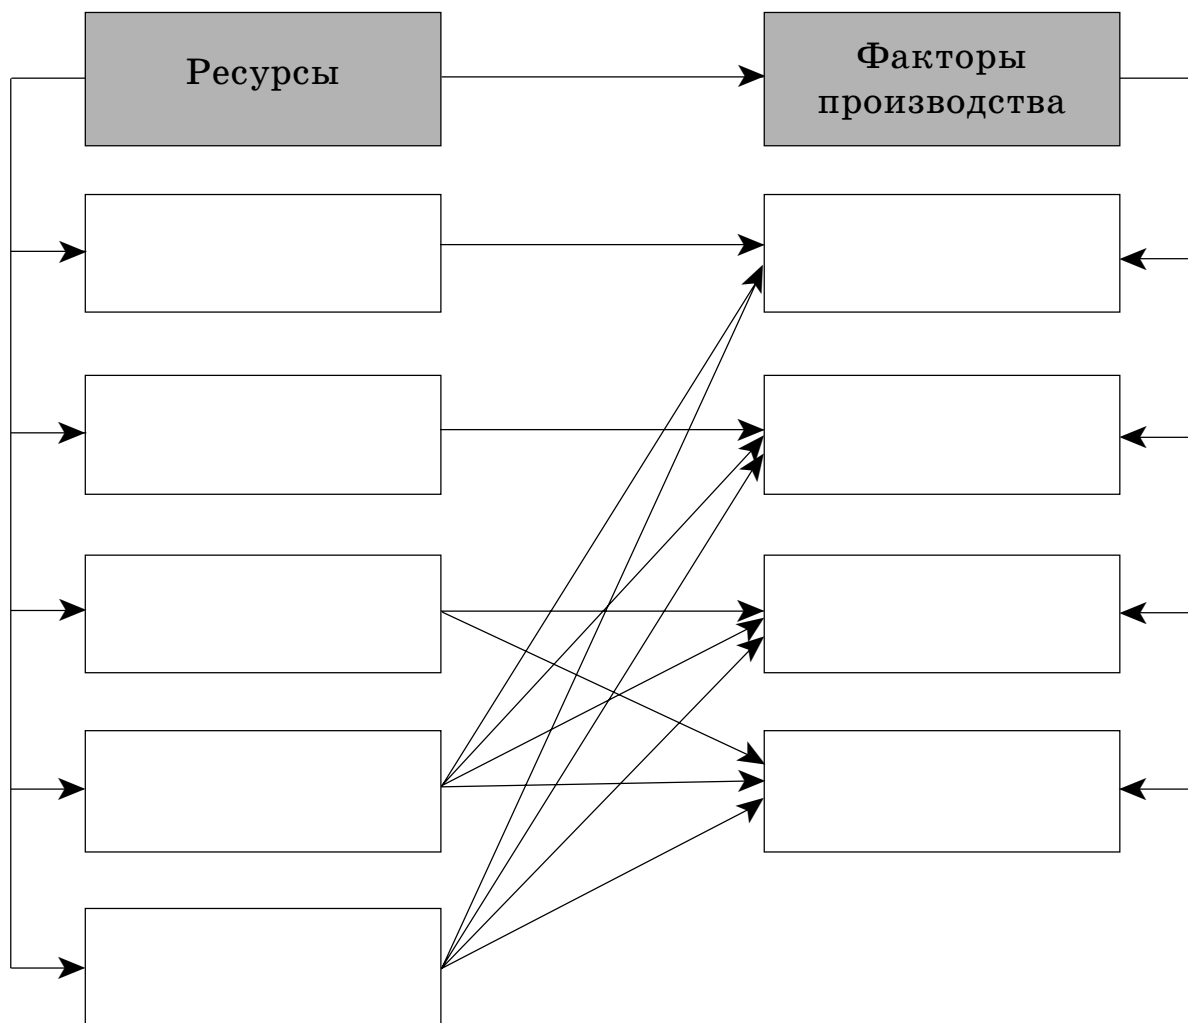 Ресурсы
Факторы
производства